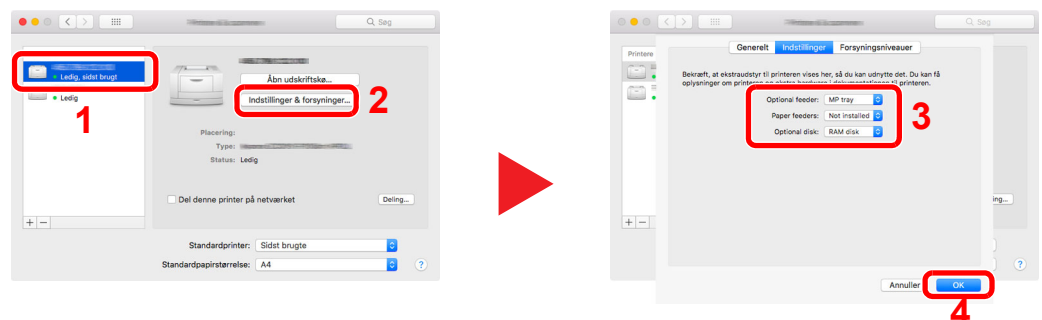 Søg
Ledig, sidst brugt
Ledig
1
Åbn udskriftskø...
Indstillinger & forsyninger...
2
Placering:
Type:
Status: Ledig
Del denne printer på netværket
Deling...
+ −
Standardprinter: Sidst brugte
Standardpapirstørrelse: A4
?
Søg
Printere
Generelt Indstillinger Forsyningsniveauer
Bekræft, at ekstraudstyr til printeren vises her, så du kan udnytte det. Du kan få
oplysninger om printeren og ekstra hardware i dokumentationen til printeren.
Optional feeder: MP tray
Paper feeders: Not installed
Optional disk: RAM disk
3
ing...
+ −
?
Annuller OK
4